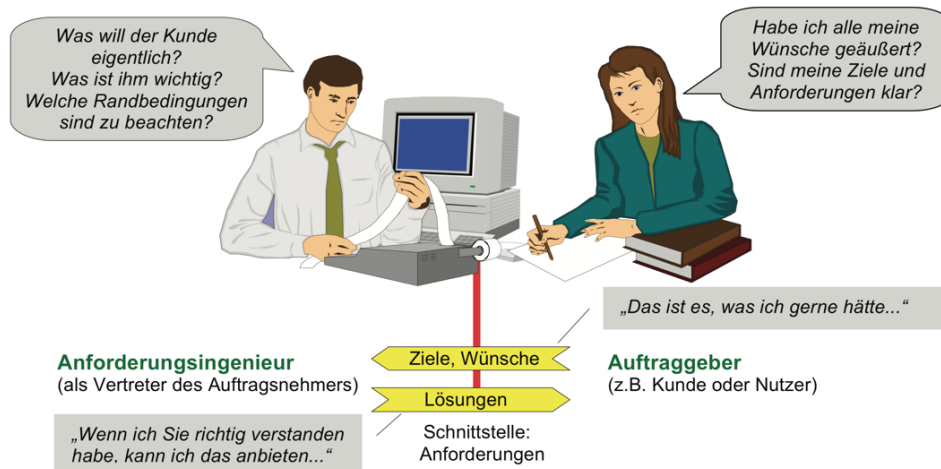 Was will der Kunde
eigentlich?
Was ist ihm wichtig?
Welche Randbedingungen
sind zu beachten?
Habe ich alle meine
Wünsche geäußert?
Sind meine Ziele und
Anforderungen klar?
„Das ist es, was ich gerne hätte...“
Anforderungsingenieur
(als Vertreter des Auftragsnehmers)
Ziele, Wünsche
Auftraggeber
(z.B. Kunde oder Nutzer)
Lösungen
„Wenn ich Sie richtig verstanden
habe, kann ich das anbieten...“
Schnittstelle:
Anforderungen